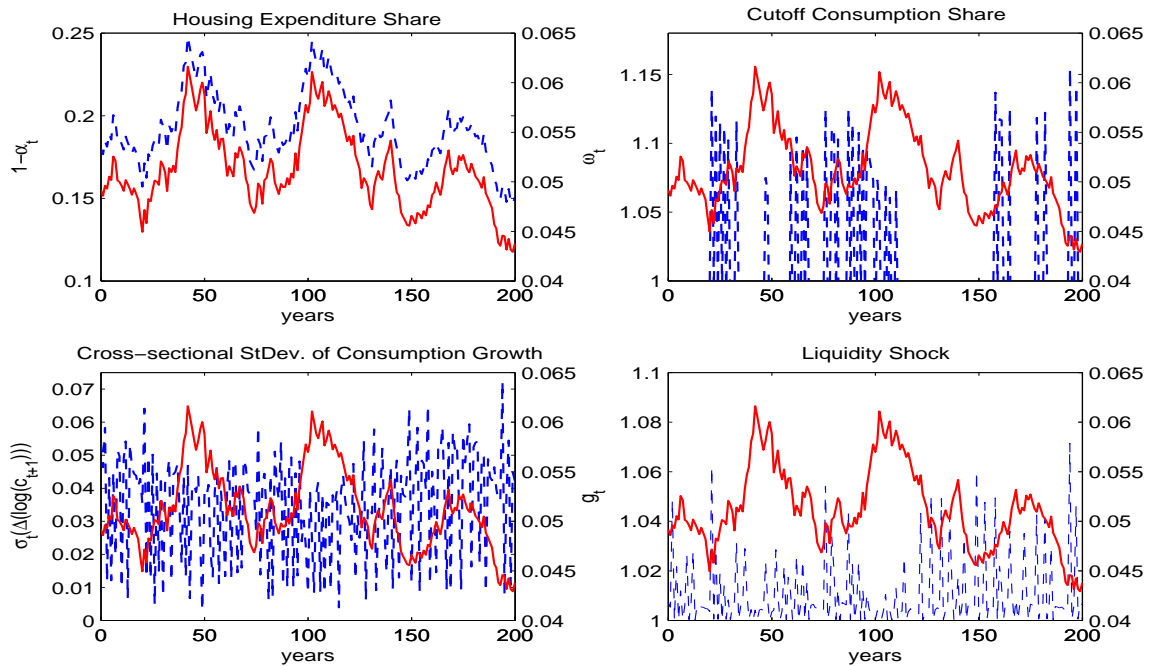 Housing Expenditure Share
0.25
0.2
0.15
0.1
1−α_t
0.065
0.06
0.055
0.05
0.045
0.04
0 50 100 150 200
years
Cutoff Consumption Share
1.15
1.1
1.05
1
ω_t
0.065
0.06
0.055
0.05
0.045
0.04
0 50 100 150 200
years
Cross−sectional StDev. of Consumption Growth
0.07
0.06
0.05
0.04
0.03
0.02
0.01
0
σ_t(Δ(log(c_{t+1})))
0.065
0.06
0.055
0.05
0.045
0.04
0 50 100 150 200
years
Liquidity Shock
1.1
1.08
1.06
1.04
1.02
1
g_t
0.065
0.06
0.055
0.05
0.045
0.04
0 50 100 150 200
years